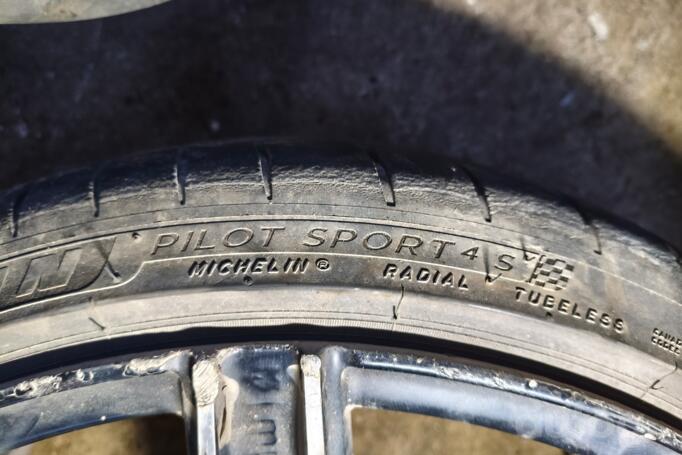 PILOT SPORT 4 S
MICHELIN® RADIAL TUBELESS